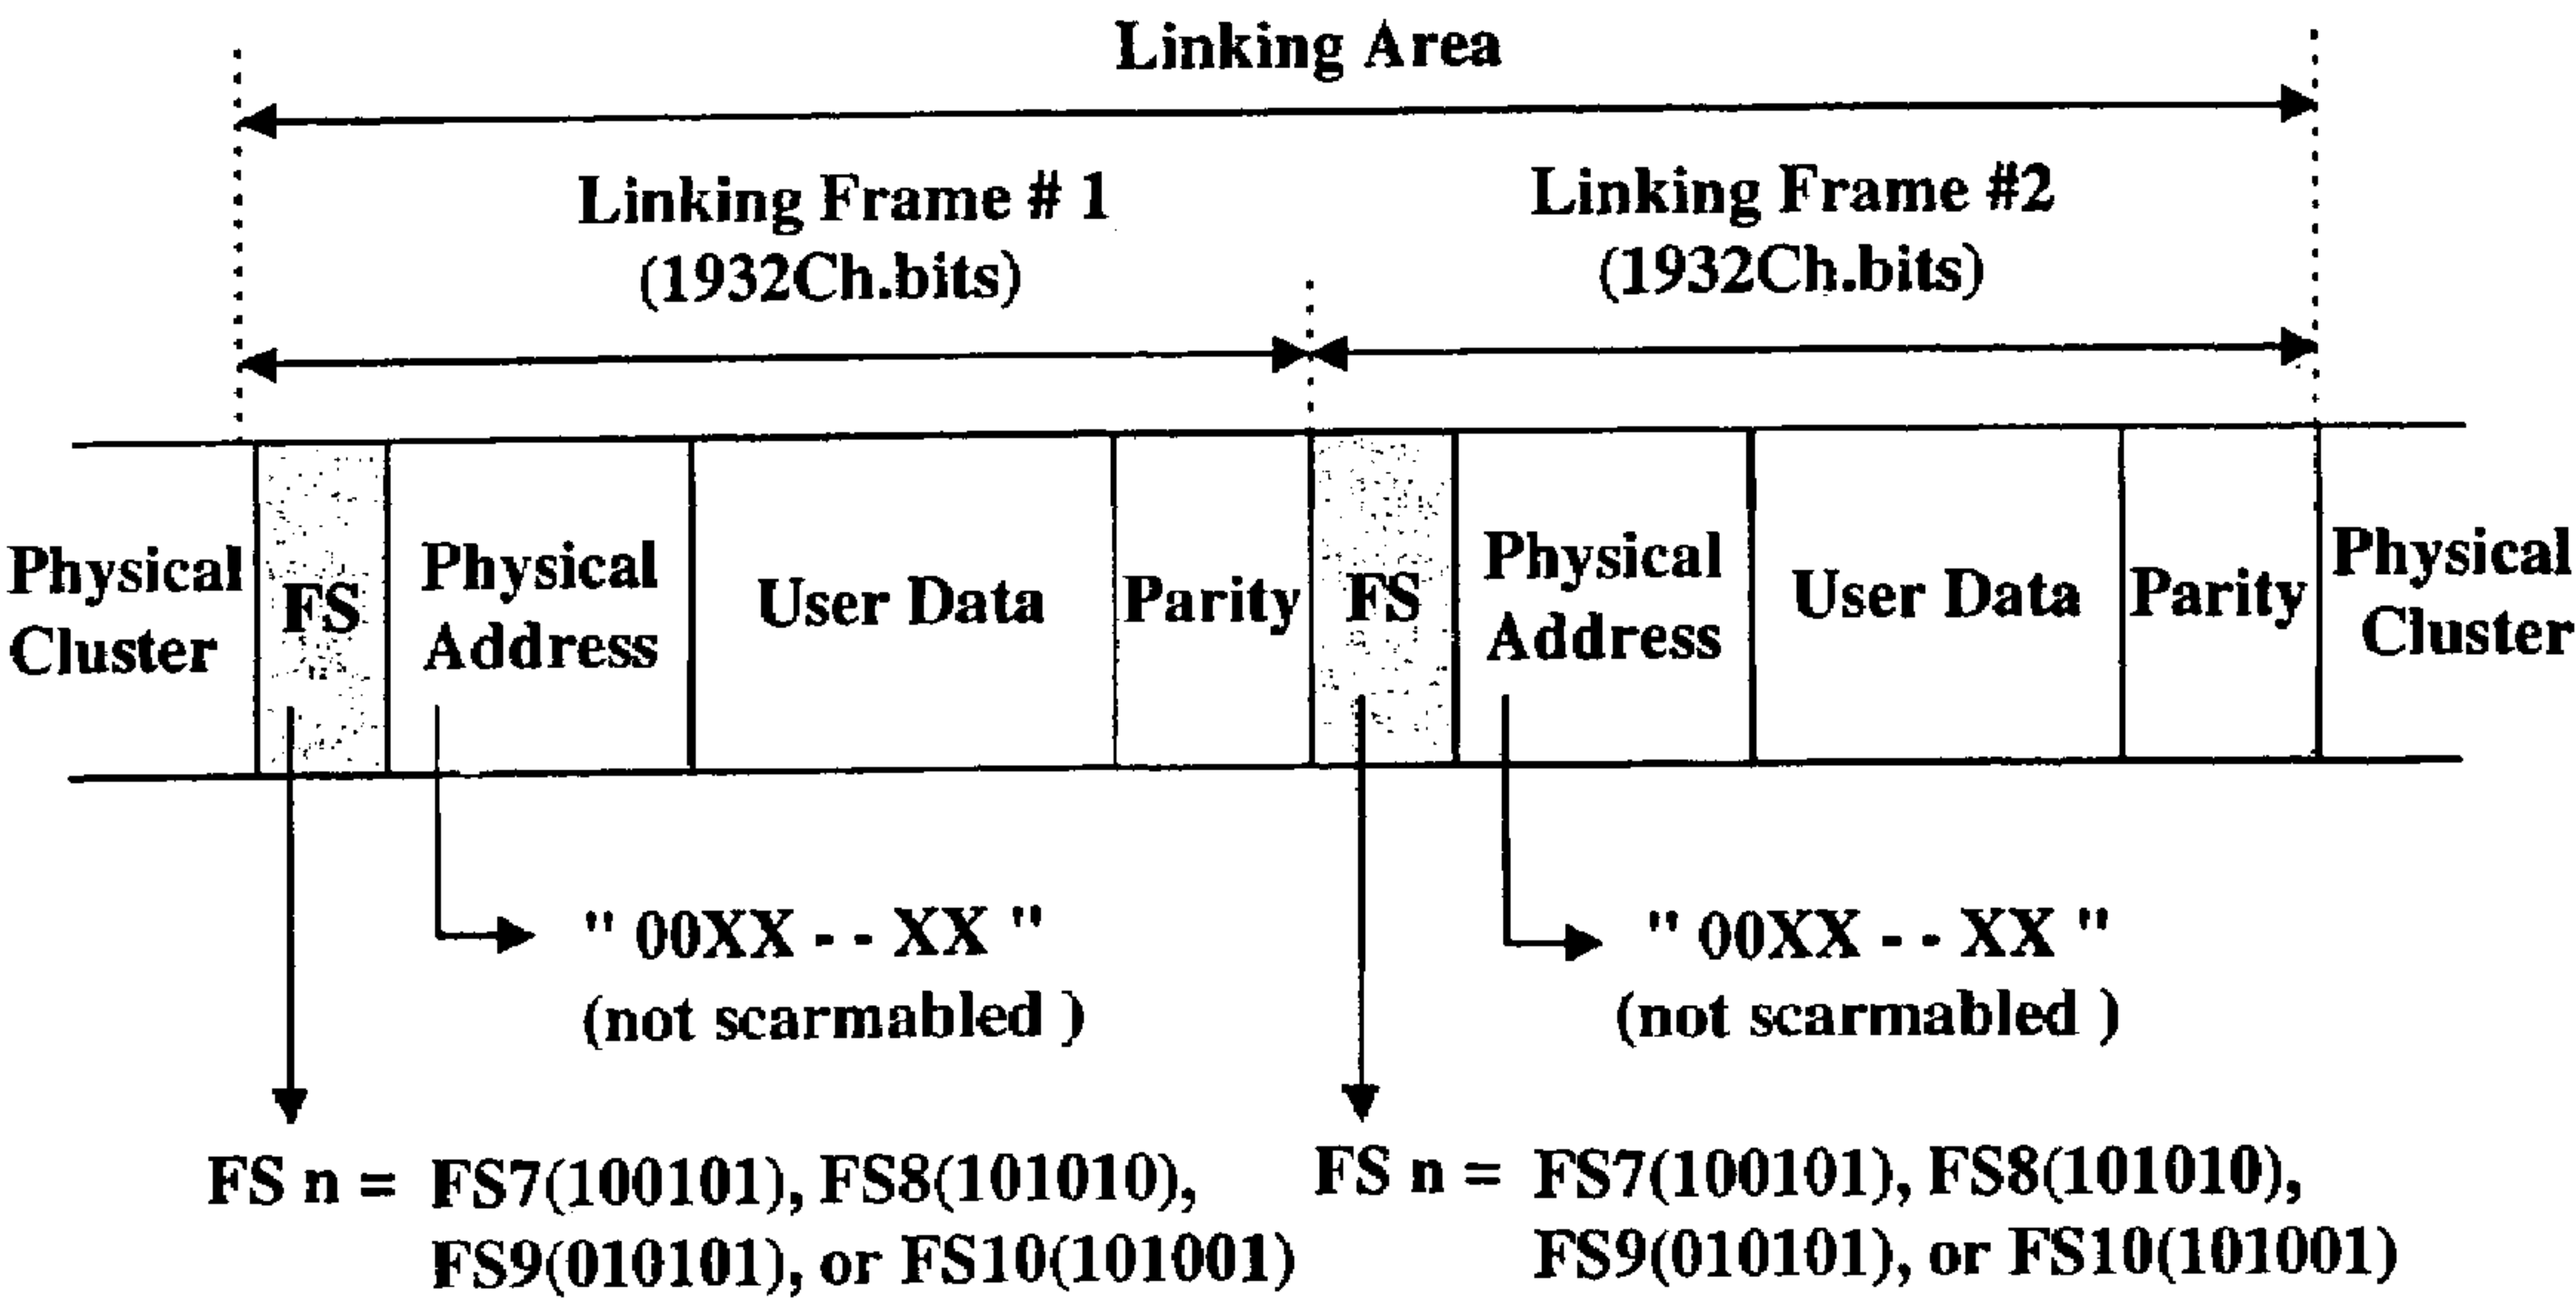 Linking Area
Linking Frame # 1
(1932Ch.bits)
Linking Frame #2
(1932Ch.bits)
Physical
Cluster
FS
Physical
Address
User Data
Parity
FS
Physical
Address
User Data
Parity
Physical
Cluster
" 00XX - - XX "
(not scarmabled )
" 00XX - - XX "
(not scarmabled )
FS n = FS7(100101), FS8(101010),
FS9(010101), or FS10(101001)
FS n = FS7(100101), FS8(101010),
FS9(010101), or FS10(101001)